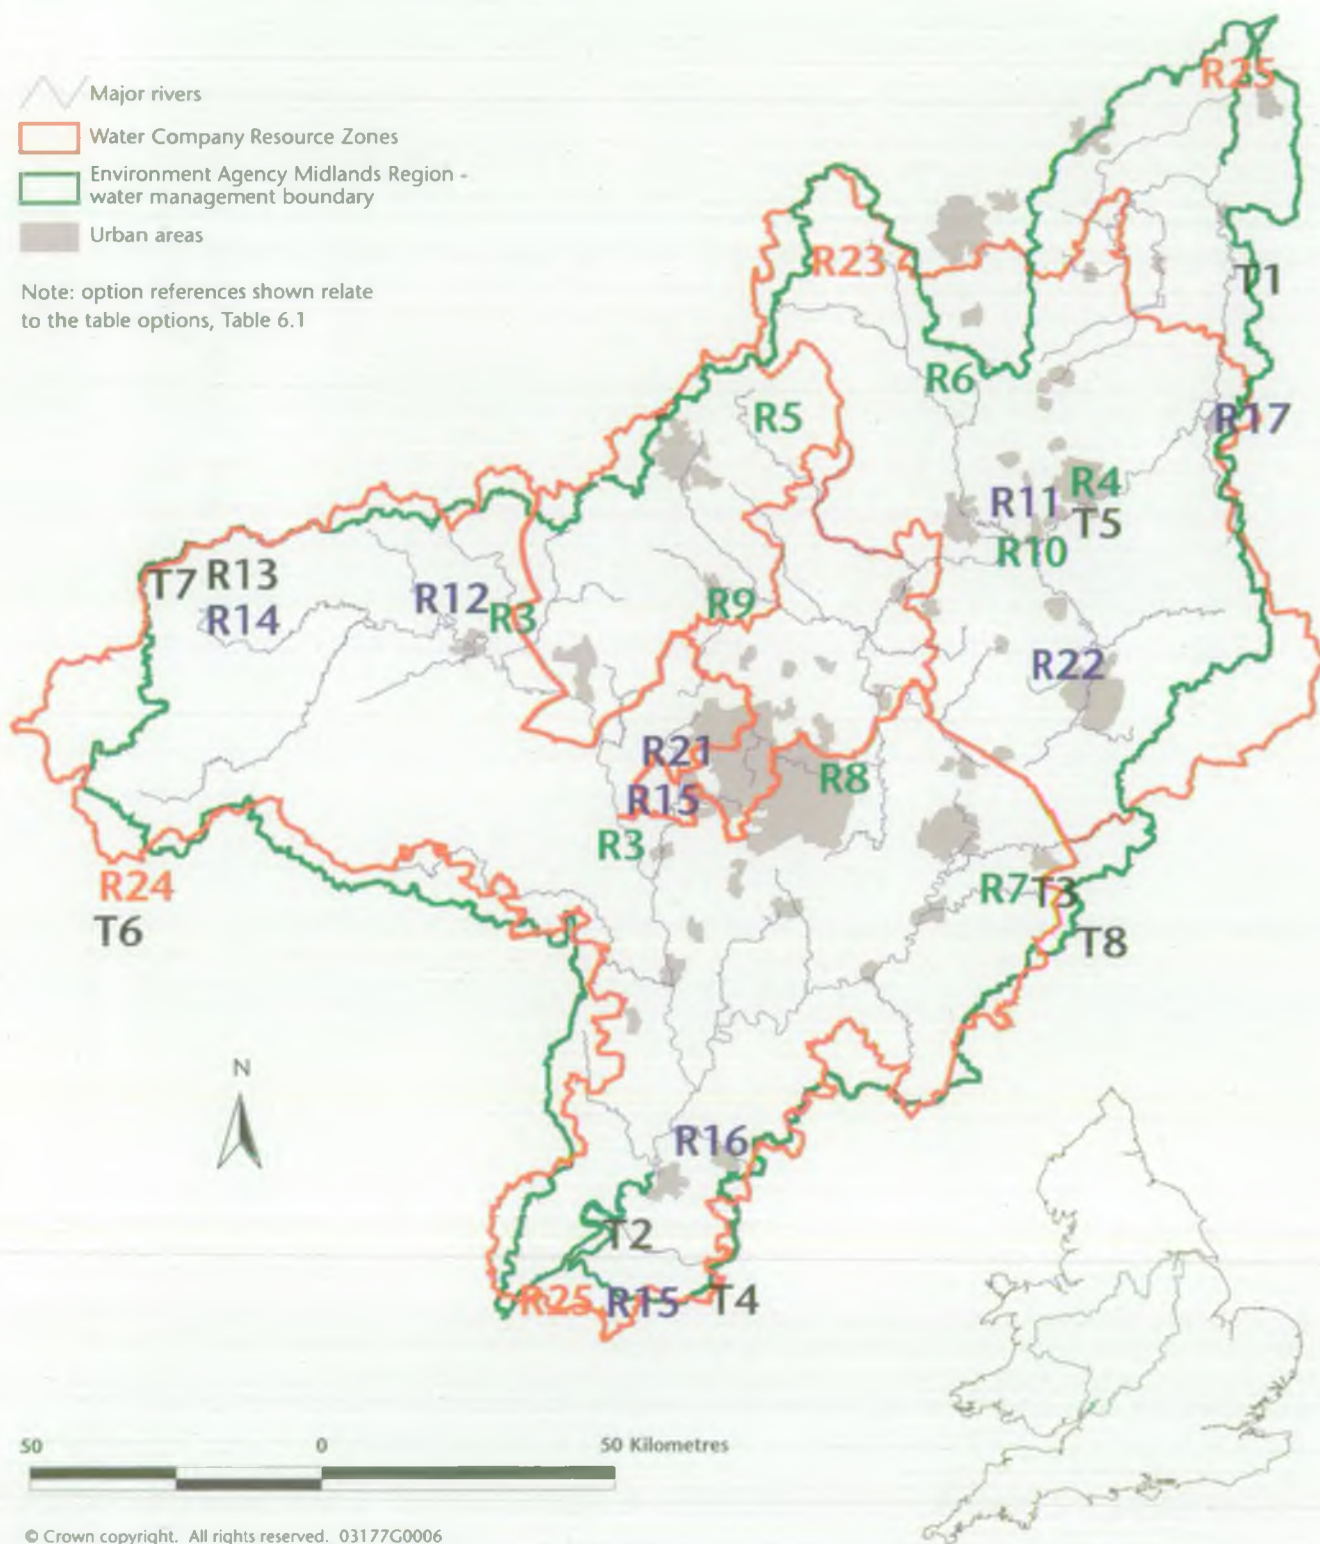 Major rivers
Water Company Resource Zones
Environment Agency Midlands Region -
water management boundary
Urban areas
Note: option references shown relate
to the table options, Table 6.1
R25
R23
T1
R6
R5
R17
R4
R11
T5
R10
T7 R13
R14
R12
R3
R9
R22
R21
R8
R15
R3
R24
R7 T3
T6
T8
N
R16
T2
R25 R15 T4
50 0 50 Kilometres
© Crown copyright. All rights reserved. 03177G0006